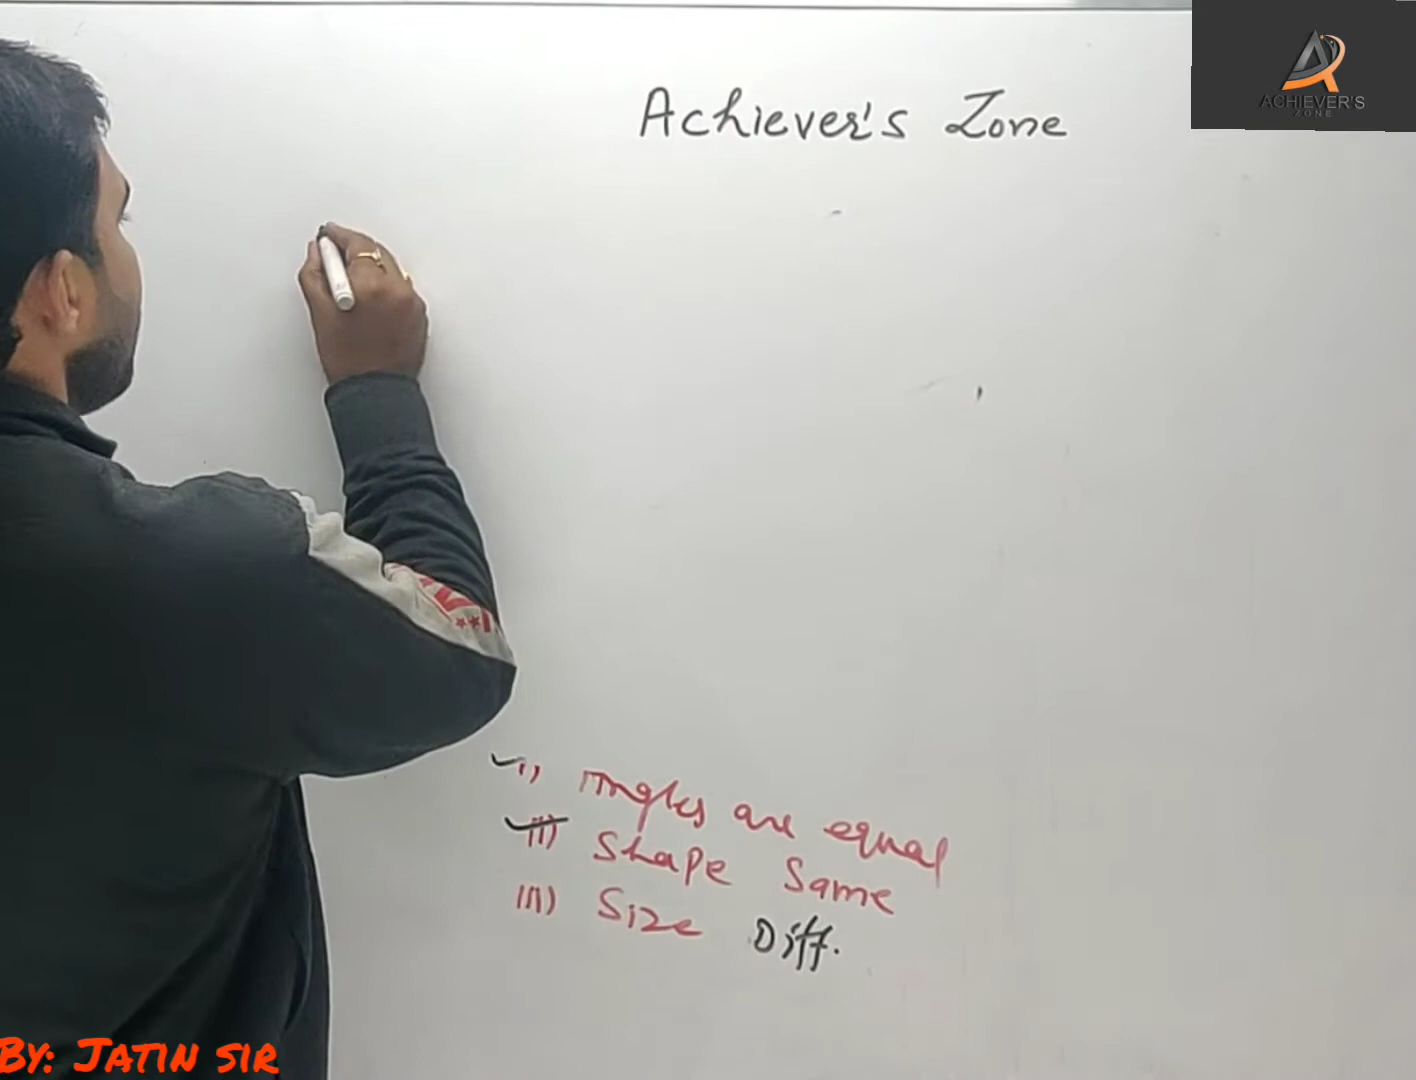 Achiever's Zone
ACHIEVER'S
ZONE
i) Angles are equal
ii) Shape Same
iii) Size Diff.
By: Jatin sir